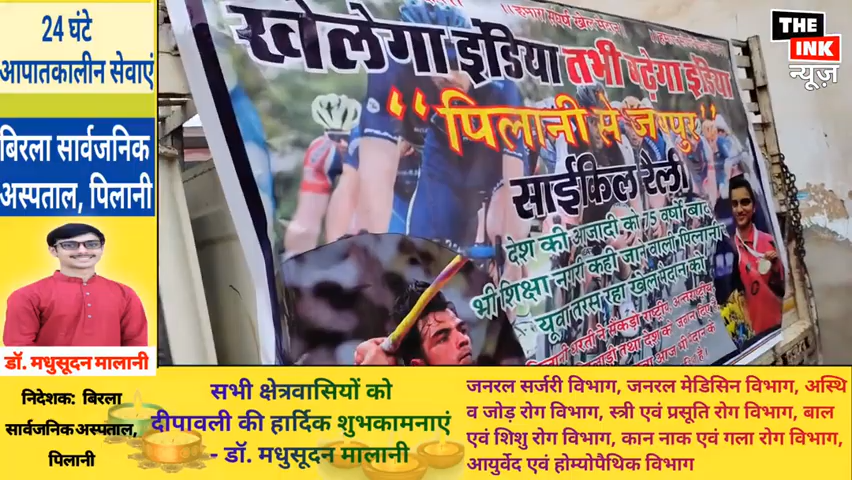 24 घंटे
आपातकालीन सेवाएं
बिरला सार्वजनिक
अस्पताल, पिलानी
डॉ. मधुसूदन मालानी
निदेशक: बिरला
सार्वजनिक अस्पताल,
पिलानी
THE
INK
न्यूज़
खेलेगा इंडिया तभी बढ़ेगा इंडिया
"पिलानी से जयपुर"
साईकिल रैली
देश की आजादी को 75 वर्षों बाद
भी शिक्षा नगरी कही जाने वाली पिलानी
युवा तरस रहा खेल मैदान को
सभी क्षेत्रवासियों को
दीपावली की हार्दिक शुभकामनाएं
- डॉ. मधुसूदन मालानी
जनरल सर्जरी विभाग, जनरल मेडिसिन विभाग, अस्थि
व जोड़ रोग विभाग, स्त्री एवं प्रसूति रोग विभाग, बाल
एवं शिशु रोग विभाग, कान नाक एवं गला रोग विभाग,
आयुर्वेद एवं होम्योपैथिक विभाग